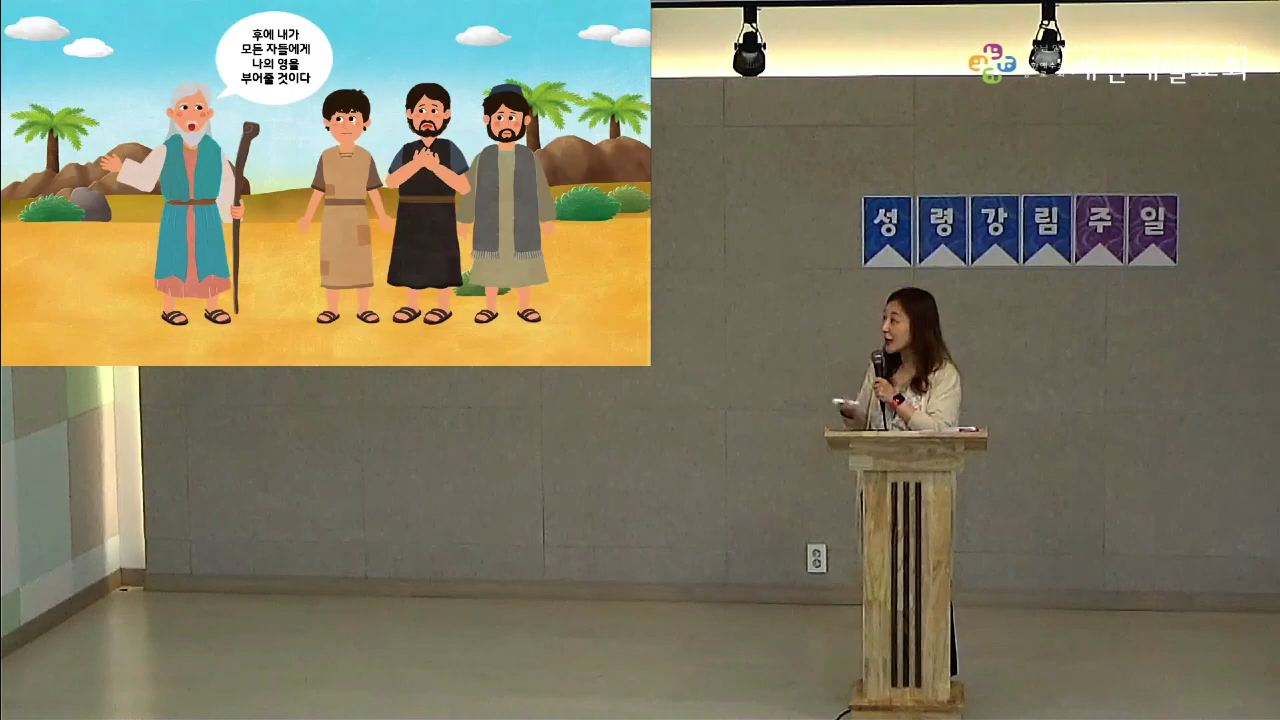 후에 내가
모든 자들에게
나의 영을
부어줄 것이다
성령강림주일